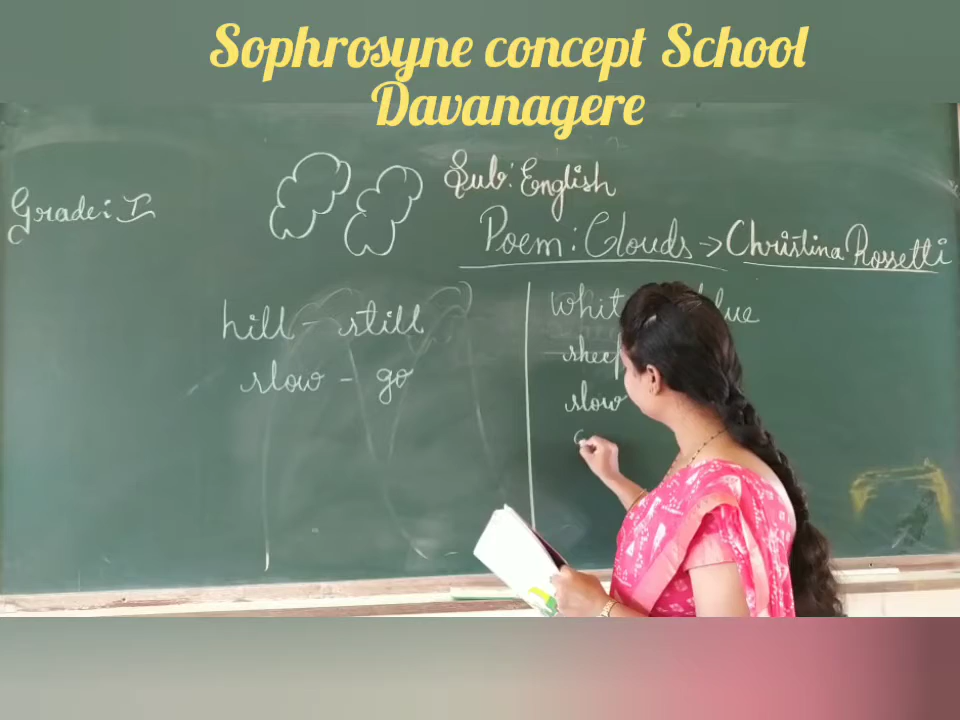 Sophrosyne concept School
Davanagere
Sub: English
Grade: I
Poem: Clouds → Christina Rossetti
hill - still
slow - go
slow